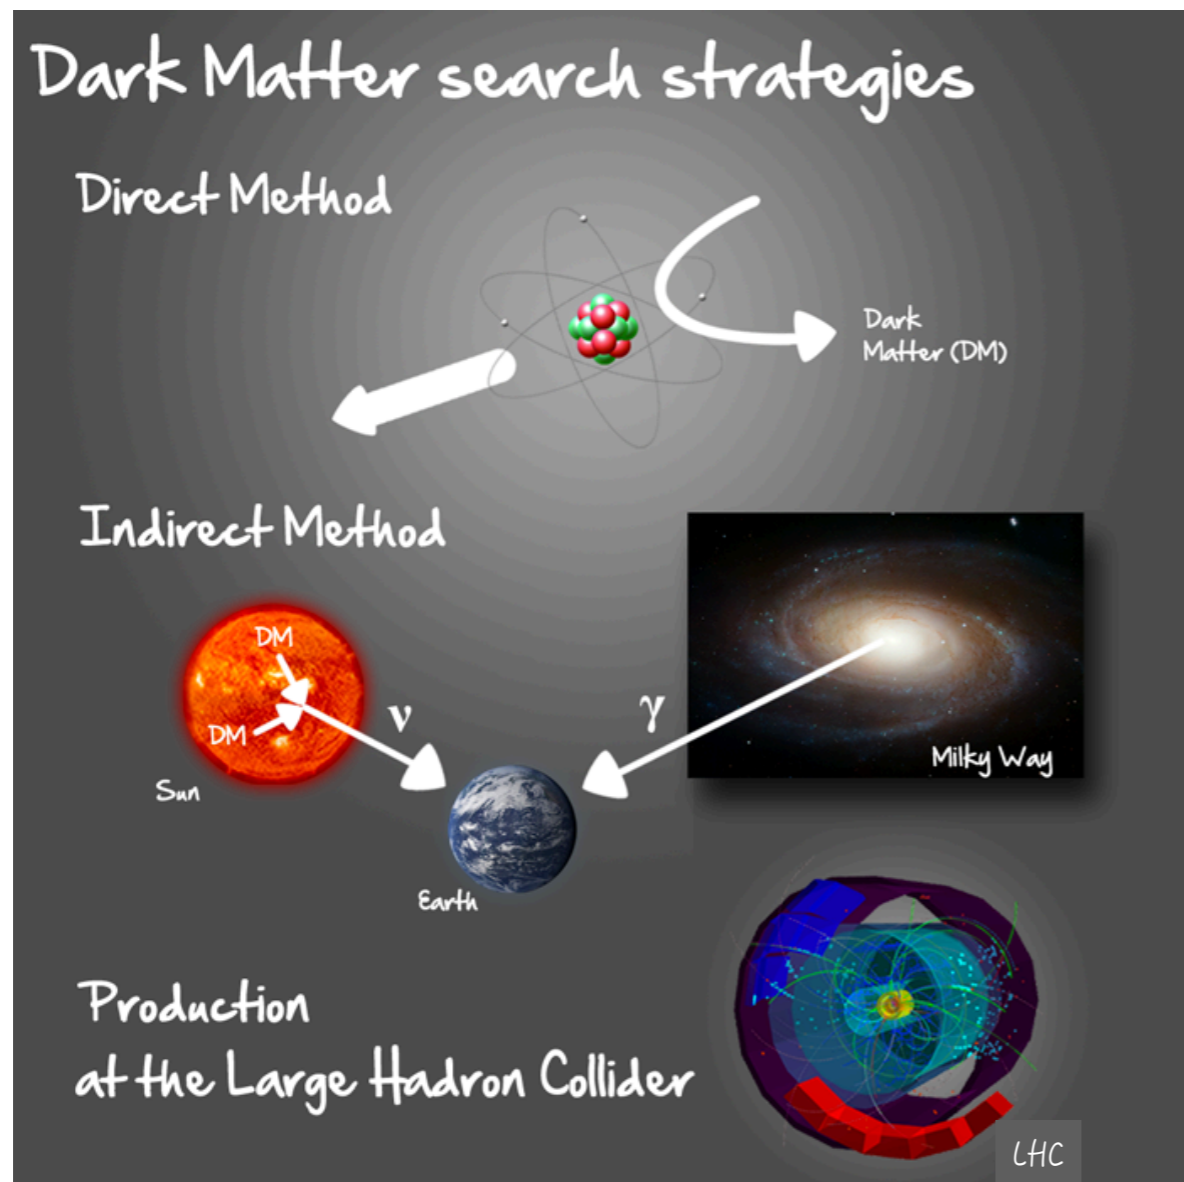 Dark Matter search strategies
Direct Method
Dark
Matter (DM)
Indirect Method
DM
DM
Sun
ν
γ
Milky Way
Earth
Production
at the Large Hadron Collider
LHC